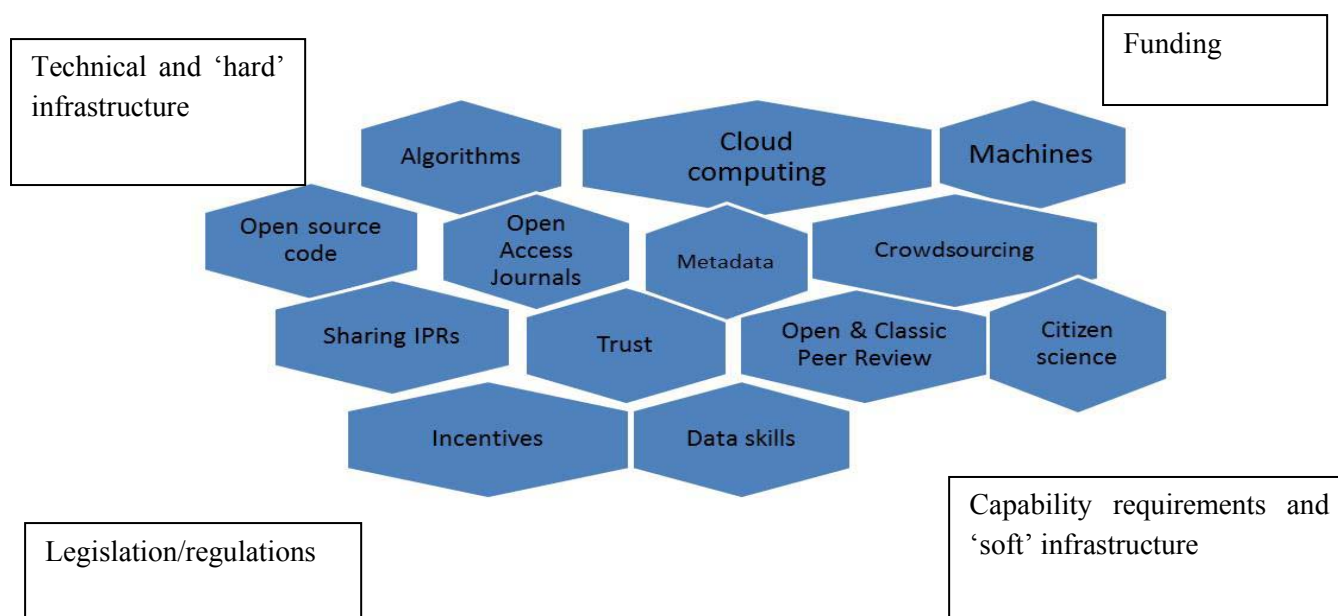 Technical and ‘hard’
infrastructure
Funding
Algorithms
Cloud
computing
Machines
Open source
code
Open
Access
Journals
Metadata
Crowdsourcing
Sharing IPRs
Trust
Open & Classic
Peer Review
Citizen
science
Incentives
Data skills
Legislation/regulations
Capability requirements and
‘soft’ infrastructure